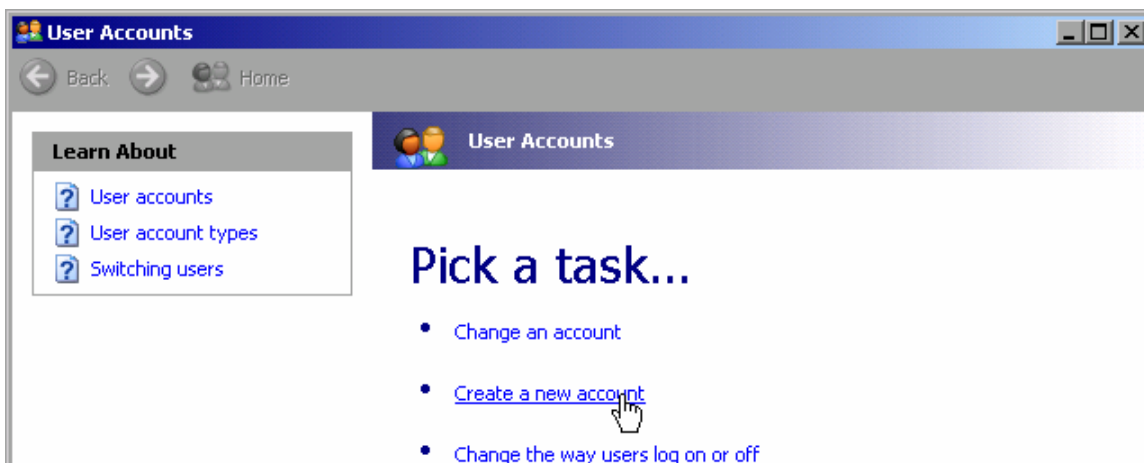 User Accounts
Back Home
Learn About
User accounts
User account types
Switching users
User Accounts
Pick a task...
Change an account
Create a new account
Change the way users log on or off